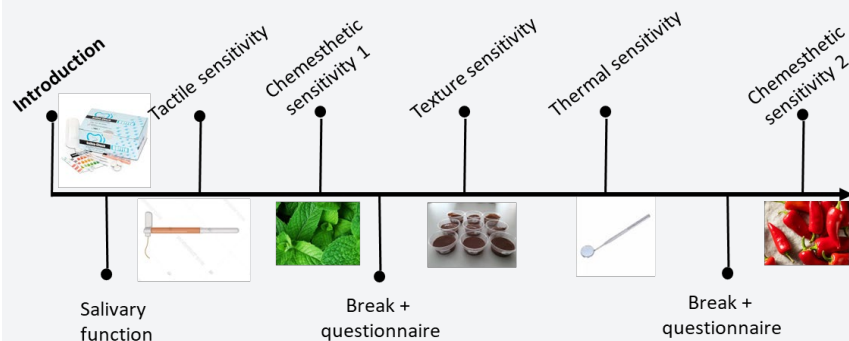 Introduction
Tactile sensitivity
Chemesthetic
sensitivity 1
Texture sensitivity
Thermal sensitivity
Chemesthetic
sensitivity 2
Salivary
function
Break +
questionnaire
Break +
questionnaire